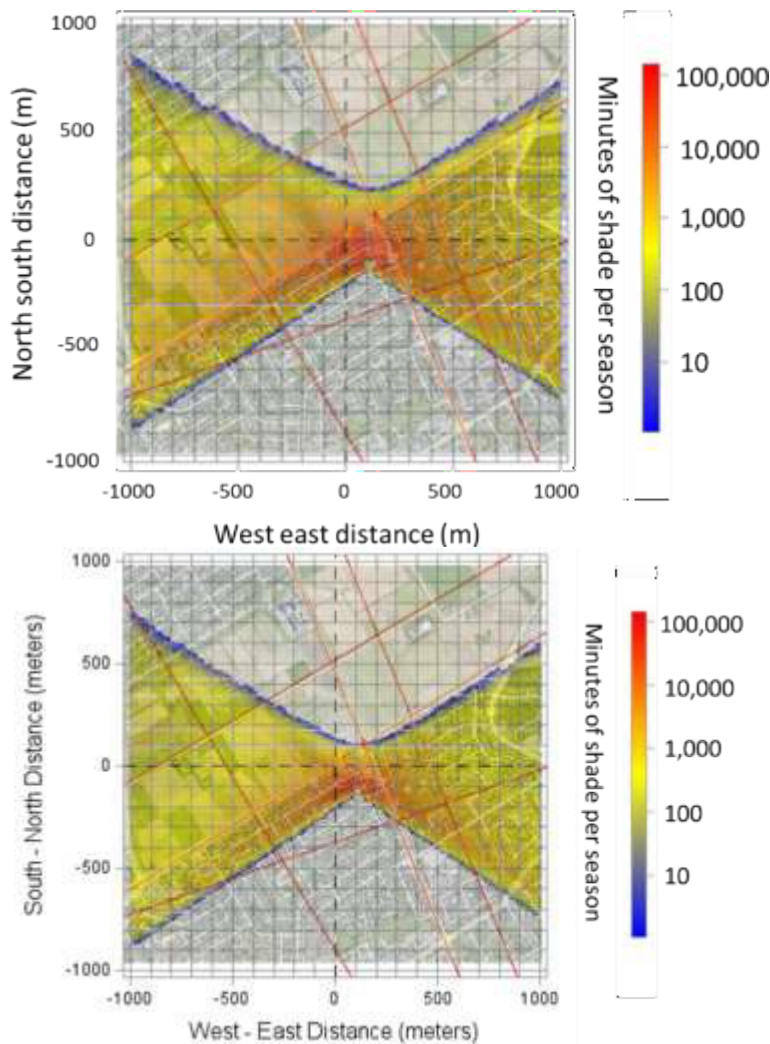 1000
500
0
-500
-1000
North south distance (m)
-1000 -500 0 500 1000
West east distance (m)
Minutes of shade per season
100,000
10,000
1,000
100
10
1000
500
0
-500
-1000
South - North Distance (meters)
-1000 -500 0 500 1000
West - East Distance (meters)
Minutes of shade per season
100,000
10,000
1,000
100
10